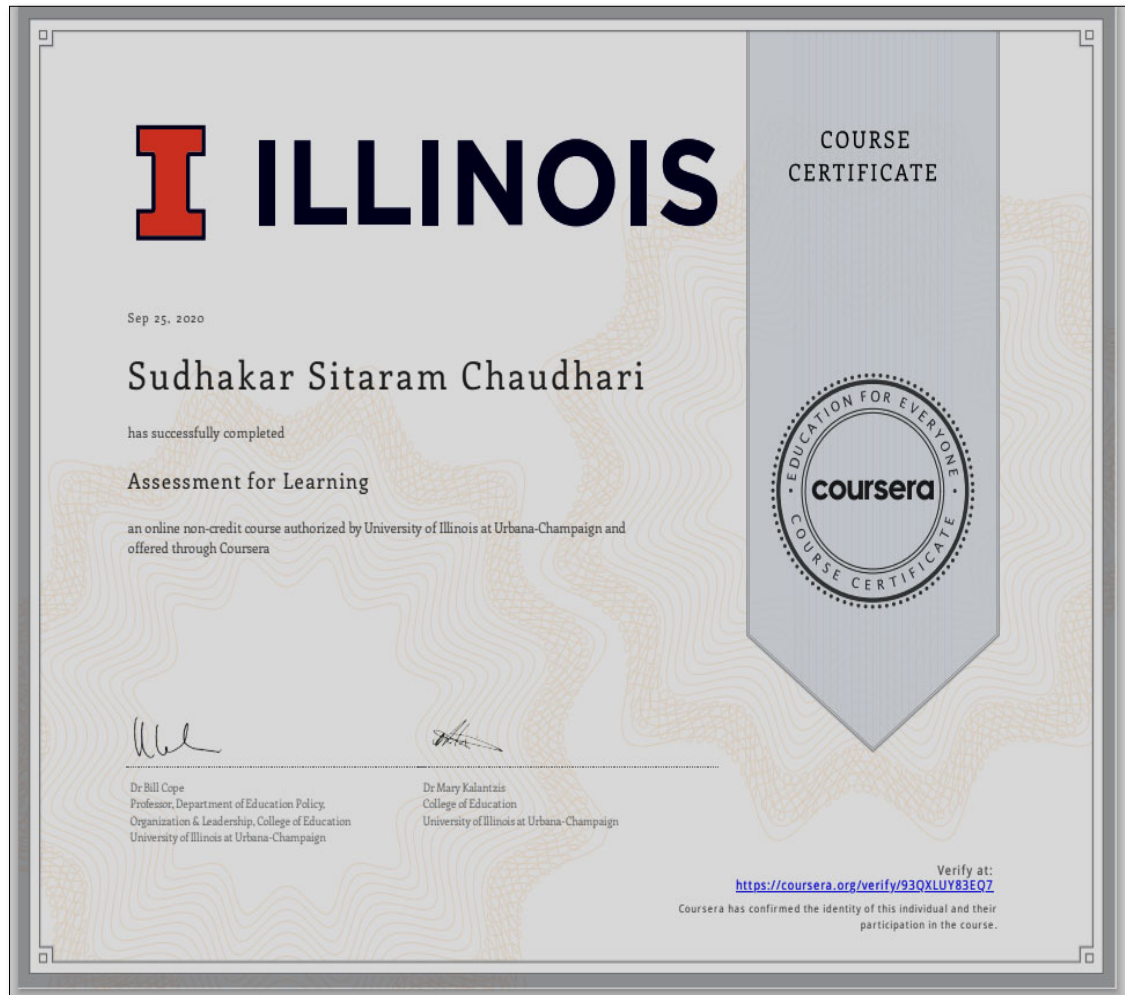 I ILLINOIS
COURSE
CERTIFICATE
Sep 25, 2020
Sudhakar Sitaram Chaudhari
has successfully completed
Assessment for Learning
an online non-credit course authorized by University of Illinois at Urbana-Champaign and
offered through Coursera
EDUCATION FOR EVERYONE
coursera
COURSE CERTIFICATE
Dr Bill Cope
Professor, Department of Education Policy,
Organization & Leadership, College of Education
University of Illinois at Urbana-Champaign
Dr Mary Kalantzis
College of Education
University of Illinois at Urbana-Champaign
Verify at:
https://coursera.org/verify/93QXLUY83EQ7
Coursera has confirmed the identity of this individual and their
participation in the course.